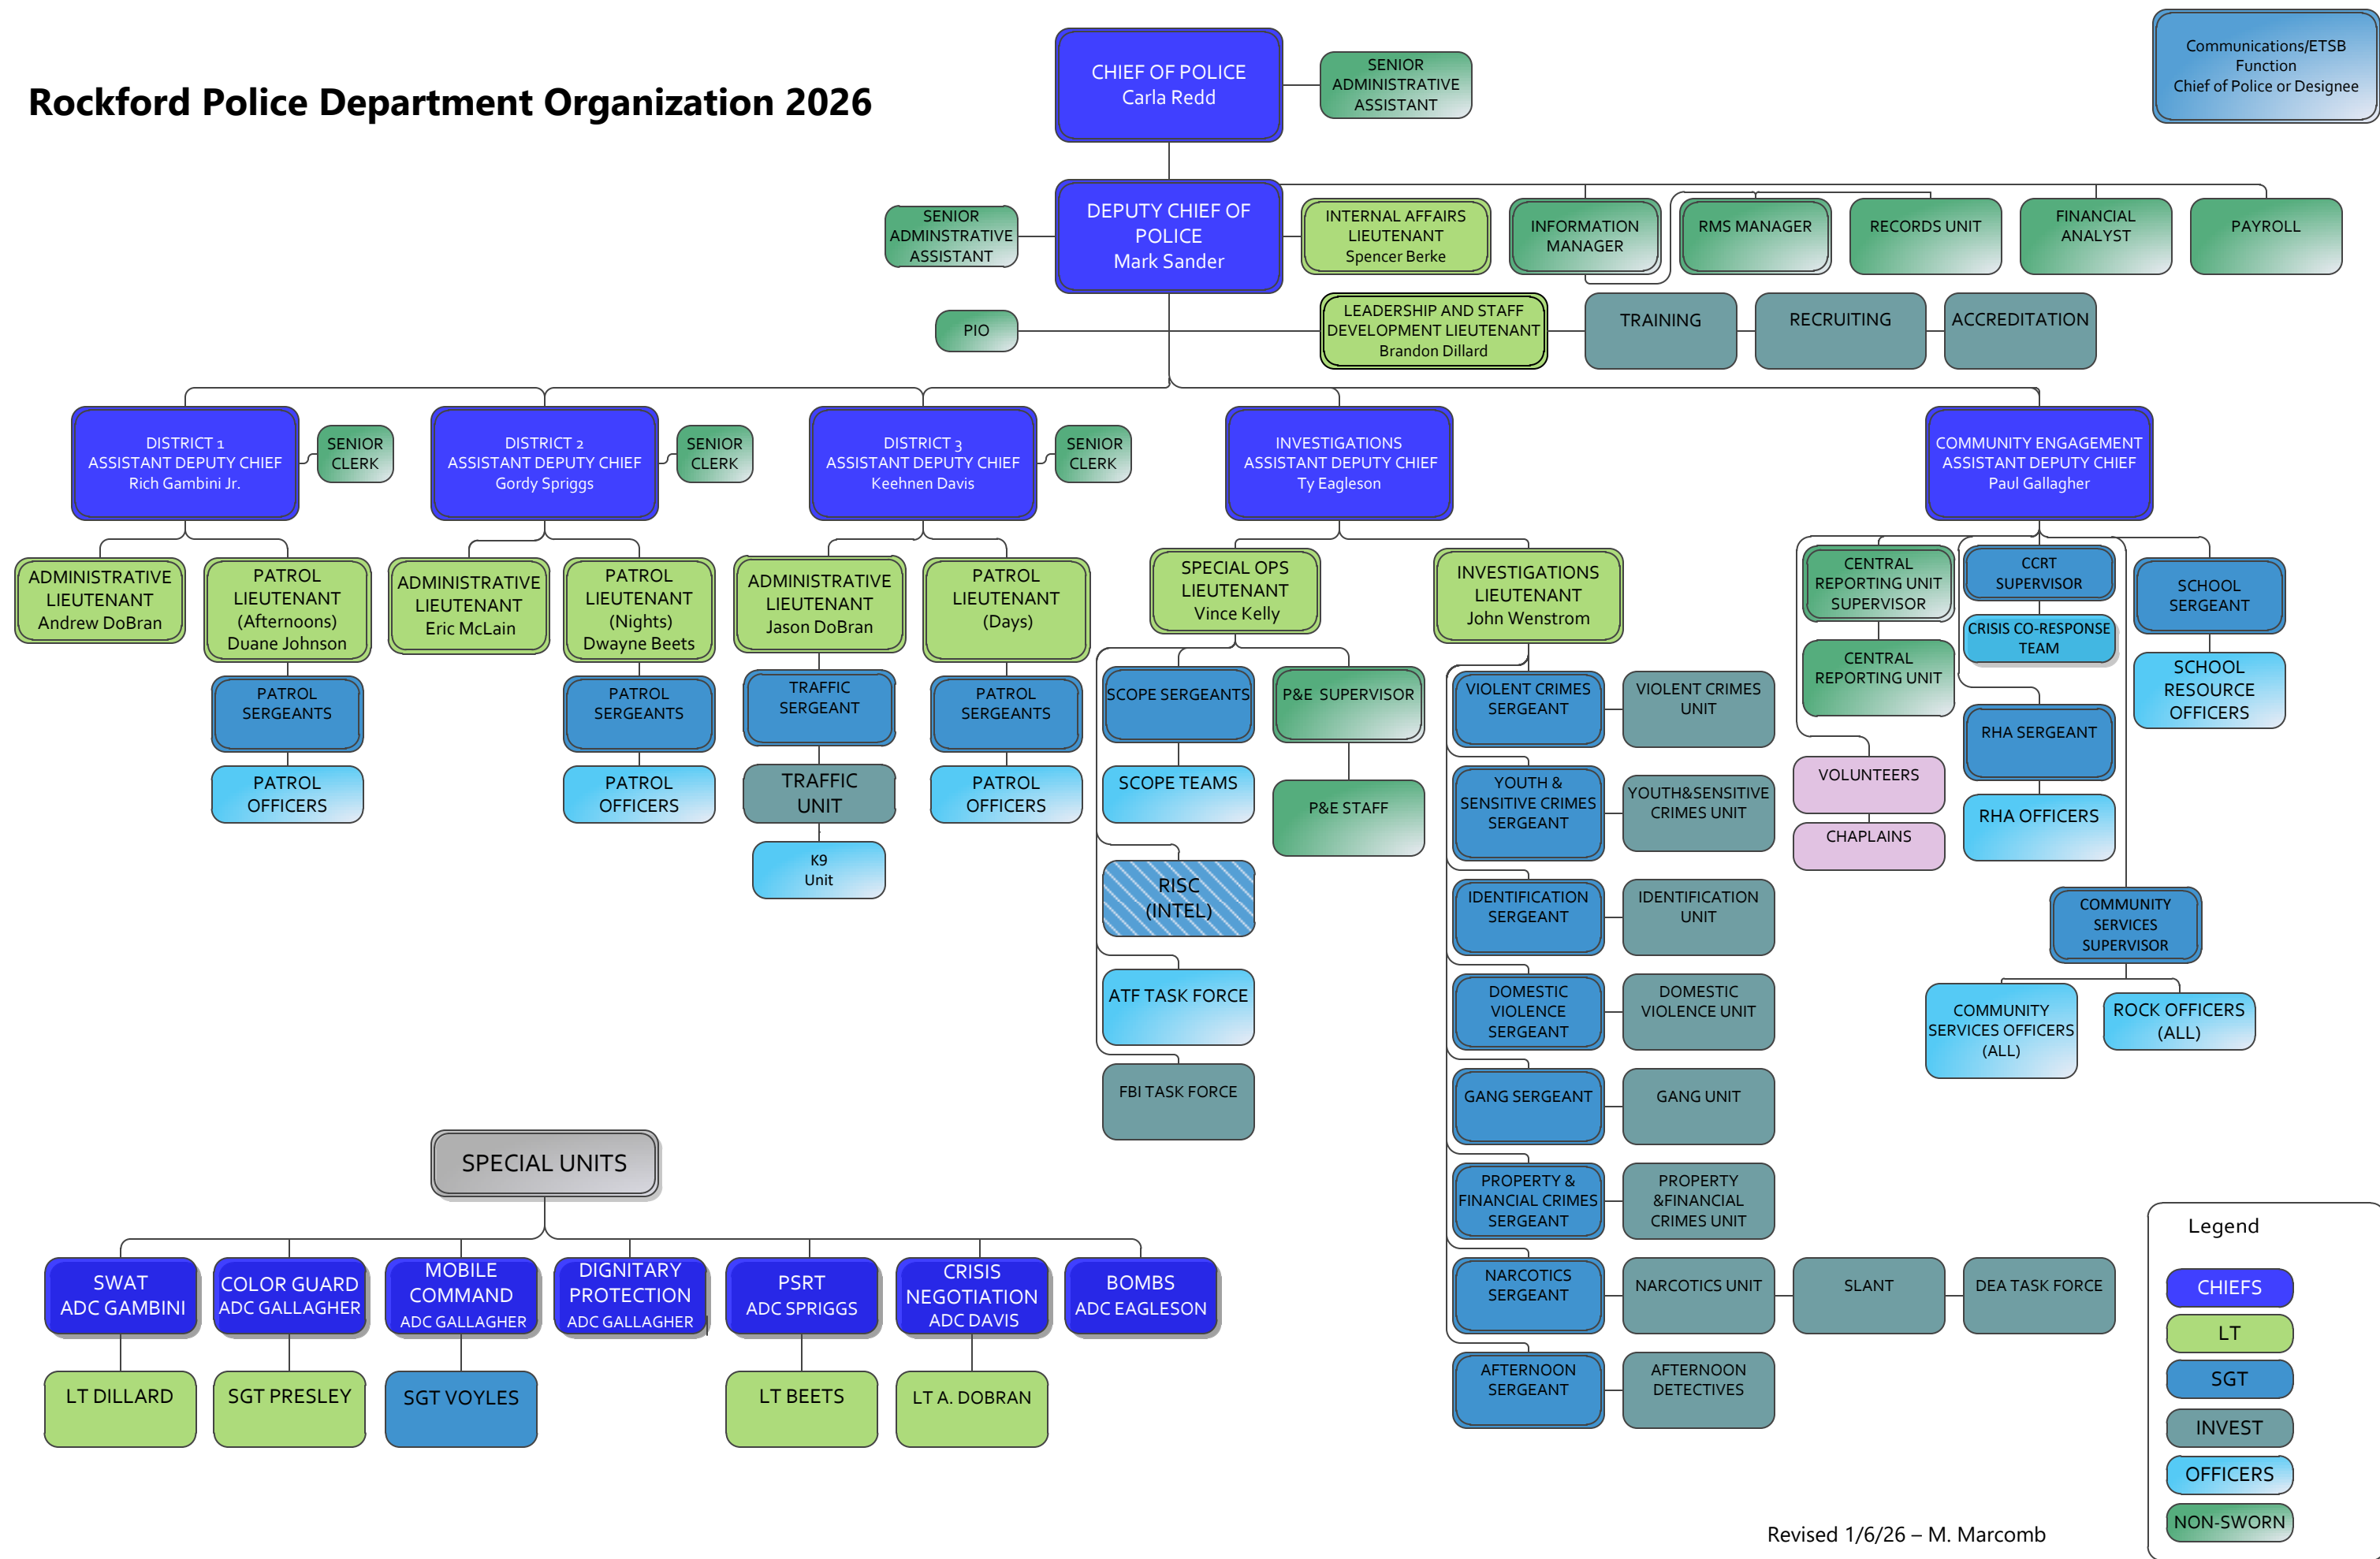 Rockford Police Department Organization 2026
CHIEF OF POLICE
Carla Redd
SENIOR
ADMINISTRATIVE
ASSISTANT
Communications/ETSB
Function
Chief of Police or Designee
SENIOR
ADMINSTRATIVE
ASSISTANT
DEPUTY CHIEF OF
POLICE
Mark Sander
INTERNAL AFFAIRS
LIEUTENANT
Spencer Berke
INFORMATION
MANAGER
RMS MANAGER
RECORDS UNIT
FINANCIAL
ANALYST
PAYROLL
PIO
LEADERSHIP AND STAFF
DEVELOPMENT LIEUTENANT
Brandon Dillard
TRAINING
RECRUITING
ACCREDITATION
DISTRICT 1
ASSISTANT DEPUTY CHIEF
Rich Gambini Jr.
SENIOR
CLERK
DISTRICT 2
ASSISTANT DEPUTY CHIEF
Gordy Spriggs
SENIOR
CLERK
DISTRICT 3
ASSISTANT DEPUTY CHIEF
Keehnen Davis
SENIOR
CLERK
INVESTIGATIONS
ASSISTANT DEPUTY CHIEF
Ty Eagleson
COMMUNITY ENGAGEMENT
ASSISTANT DEPUTY CHIEF
Paul Gallagher
ADMINISTRATIVE
LIEUTENANT
Andrew DoBran
PATROL
LIEUTENANT
(Afternoons)
Duane Johnson
PATROL
SERGEANTS
PATROL
OFFICERS
ADMINISTRATIVE
LIEUTENANT
Eric McLain
PATROL
LIEUTENANT
(Nights)
Dwayne Beets
PATROL
SERGEANTS
PATROL
OFFICERS
ADMINISTRATIVE
LIEUTENANT
Jason DoBran
TRAFFIC
SERGEANT
TRAFFIC
UNIT
K9
Unit
PATROL
LIEUTENANT
(Days)
PATROL
SERGEANTS
PATROL
OFFICERS
SPECIAL OPS
LIEUTENANT
Vince Kelly
SCOPE SERGEANTS
SCOPE TEAMS
P&E  SUPERVISOR
P&E STAFF
RISC
(INTEL)
ATF TASK FORCE
FBI TASK FORCE
INVESTIGATIONS
LIEUTENANT
John Wenstrom
VIOLENT CRIMES
SERGEANT
VIOLENT CRIMES
UNIT
YOUTH &
SENSITIVE CRIMES
SERGEANT
YOUTH&SENSITIVE
CRIMES UNIT
IDENTIFICATION
SERGEANT
IDENTIFICATION
UNIT
DOMESTIC
VIOLENCE
SERGEANT
DOMESTIC
VIOLENCE UNIT
GANG SERGEANT
GANG UNIT
PROPERTY &
FINANCIAL CRIMES
SERGEANT
PROPERTY
&FINANCIAL
CRIMES UNIT
NARCOTICS
SERGEANT
NARCOTICS UNIT
SLANT
DEA TASK FORCE
AFTERNOON
SERGEANT
AFTERNOON
DETECTIVES
CENTRAL
REPORTING UNIT
SUPERVISOR
CENTRAL
REPORTING UNIT
VOLUNTEERS
CHAPLAINS
CCRT
SUPERVISOR
CRISIS CO-RESPONSE
TEAM
RHA SERGEANT
RHA OFFICERS
SCHOOL
SERGEANT
SCHOOL
RESOURCE
OFFICERS
COMMUNITY
SERVICES
SUPERVISOR
COMMUNITY
SERVICES OFFICERS
(ALL)
ROCK OFFICERS
(ALL)
SPECIAL UNITS
SWAT
ADC GAMBINI
LT DILLARD
COLOR GUARD
ADC GALLAGHER
SGT PRESLEY
MOBILE
COMMAND
ADC GALLAGHER
SGT VOYLES
DIGNITARY
PROTECTION
ADC GALLAGHER
PSRT
ADC SPRIGGS
LT BEETS
CRISIS
NEGOTIATION
ADC DAVIS
LT A. DOBRAN
BOMBS
ADC EAGLESON
Legend
CHIEFS
LT
SGT
INVEST
OFFICERS
NON-SWORN
Revised 1/6/26 – M. Marcomb